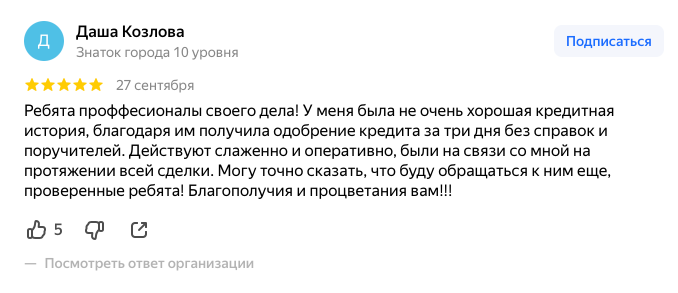 Д
Даша Козлова
Знаток города 10 уровня
Подписаться
27 сентября
Ребята проффесионалы своего дела! У меня была не очень хорошая кредитная
история, благодаря им получила одобрение кредита за три дня без справок и
поручителей. Действуют слаженно и оперативно, были на связи со мной на
протяжении всей сделки. Могу точно сказать, что буду обращаться к ним еще,
проверенные ребята! Благополучия и процветания вам!!!
5
— Посмотреть ответ организации